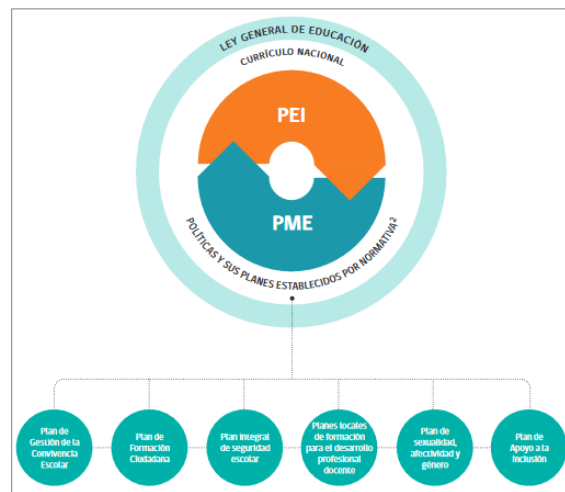 LEY GENERAL DE EDUCACIÓN
CURRÍCULO NACIONAL
PEI
PME
POLÍTICAS Y SUS PLANES ESTABLECIDOS POR NORMATIVA²
Plan de
Gestión de la
Convivencia
Escolar
Plan de
Formación
Ciudadana
Plan integral
de seguridad
escolar
Planes locales
de formación
para el desarrollo
profesional
docente
Plan de
sexualidad,
afectividad y
género
Plan de
Apoyo a la
Inclusión